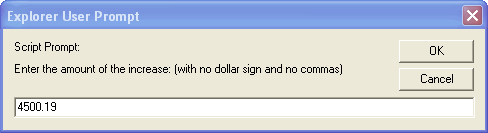 Explorer User Prompt
Script Prompt:
OK
Enter the amount of the increase: (with no dollar sign and no commas)
Cancel
4500.19